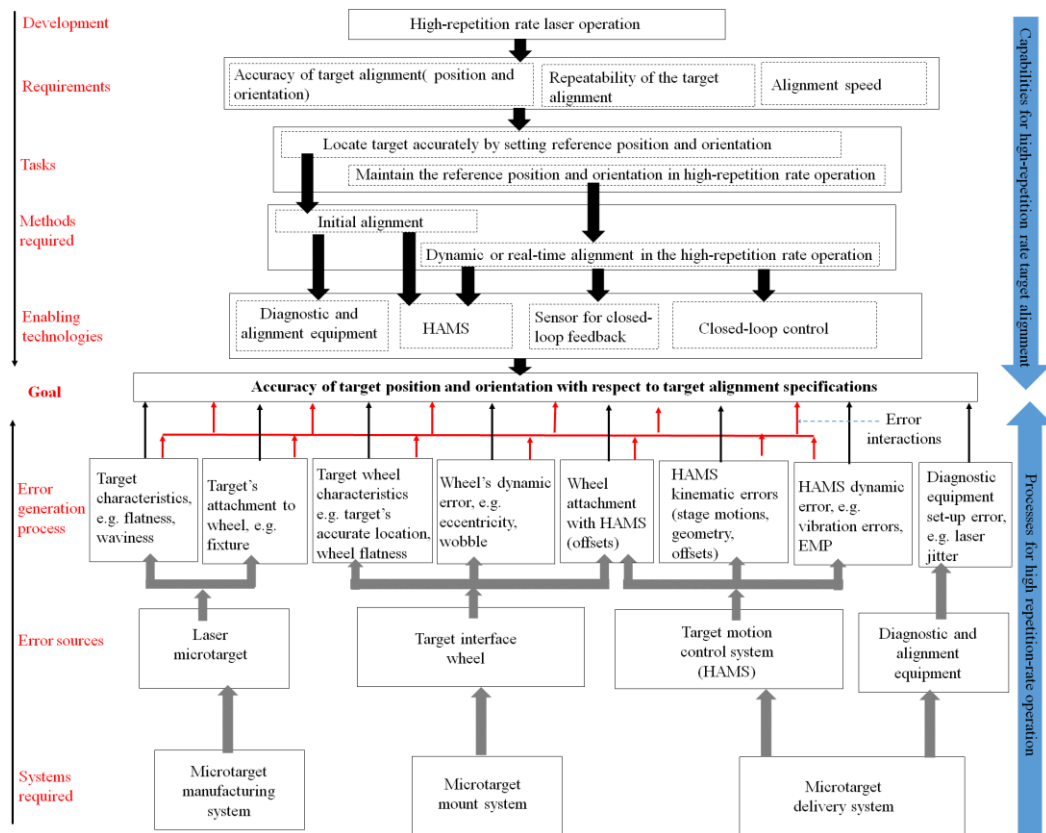 Development
High-repetition rate laser operation
Requirements
Accuracy of target alignment( position and
orientation)
Repeatability of the target
alignment
Alignment speed
Tasks
Locate target accurately by setting reference position and orientation
Maintain the reference position and orientation in high-repetition rate operation
Methods
required
Initial alignment
Dynamic or real-time alignment in the high-repetition rate operation
Enabling
technologies
Diagnostic and
alignment equipment
HAMS
Sensor for closed-
loop feedback
Closed-loop control
Capabilities for high-repetition rate target alignment
Goal
Accuracy of target position and orientation with respect to target alignment specifications
Error
interactions
Error
generation
process
Target
characteristics,
e.g. flatness,
waviness
Target's
attachment to
wheel, e.g.
fixture
Target wheel
characteristics
e.g. target's
accurate location,
wheel flatness
Wheel's dynamic
error, e.g.
eccentricity,
wobble
Wheel
attachment
with HAMS
(offsets)
HAMS
kinematic errors
(stage motions,
geometry,
offsets)
HAMS dynamic
error, e.g.
vibration errors,
EMP
Diagnostic
equipment
set-up error,
e.g. laser
jitter
Error sources
Laser
microtarget
Target interface
wheel
Target motion
control system
(HAMS)
Diagnostic and
alignment
equipment
Systems
required
Microtarget
manufacturing
system
Microtarget
mount system
Microtarget
delivery system
Processes for high repetition-rate operation